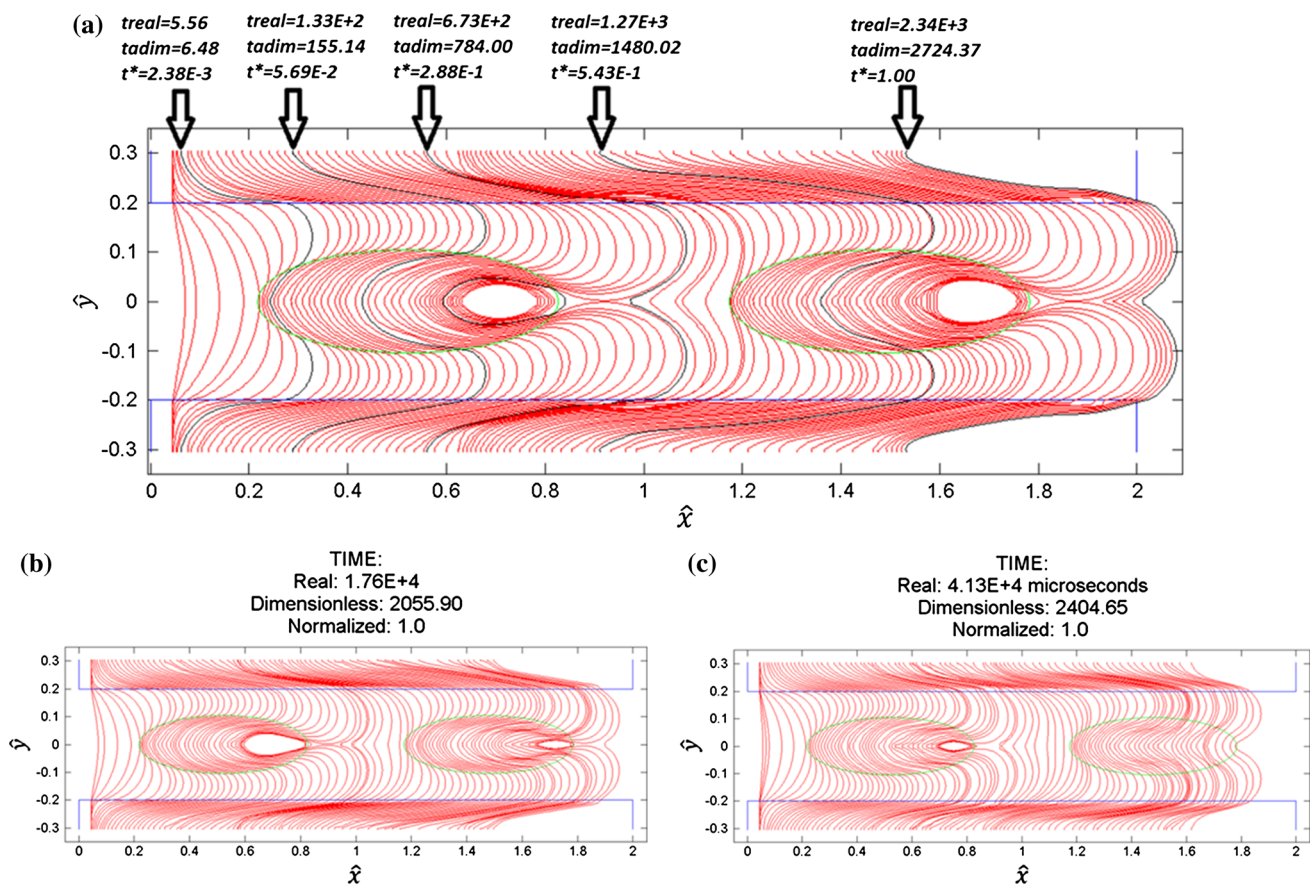 (a)
treal=5.56
tadim=6.48
t*=2.38E-3
treal=1.33E+2
tadim=155.14
t*=5.69E-2
treal=6.73E+2
tadim=784.00
t*=2.88E-1
treal=1.27E+3
tadim=1480.02
t*=5.43E-1
treal=2.34E+3
tadim=2724.37
t*=1.00
0.3
0.2
0.1
0
-0.1
-0.2
-0.3
ŷ
0 0.2 0.4 0.6 0.8 1 1.2 1.4 1.6 1.8 2
x̂
(b)
TIME:
Real: 1.76E+4
Dimensionless: 2055.90
Normalized: 1.0
0.3
0.2
0.1
0
-0.1
-0.2
-0.3
ŷ
0 0.2 0.4 0.6 0.8 1 1.2 1.4 1.6 1.8 2
x̂
(c)
TIME:
Real: 4.13E+4 microseconds
Dimensionless: 2404.65
Normalized: 1.0
0.3
0.2
0.1
0
-0.1
-0.2
-0.3
ŷ
0 0.2 0.4 0.6 0.8 1 1.2 1.4 1.6 1.8 2
x̂